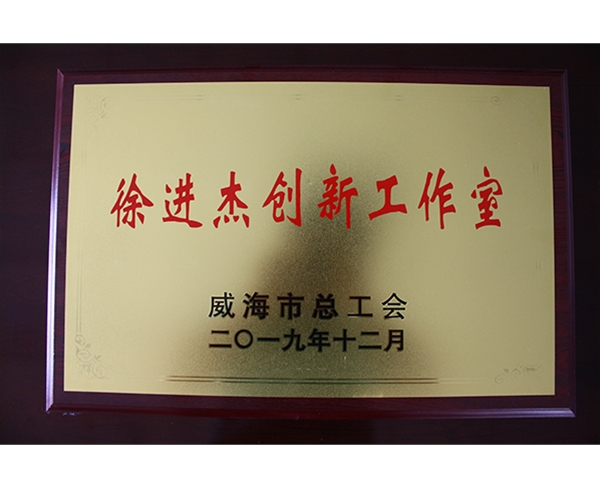 徐进杰创新工作室
威海市总工会
二〇一九年十二月